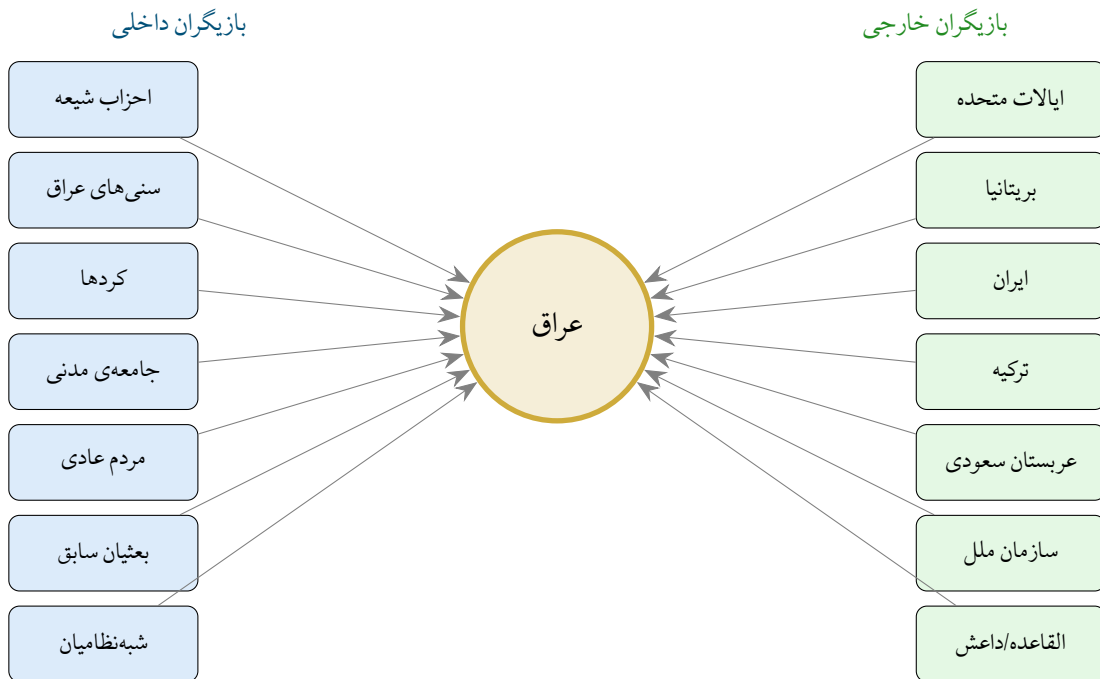 بازیگران خارجی
ایالات متحده
بریتانیا
ایران
ترکیه
عربستان سعودی
سازمان ملل
القاعده/داعش
عراق
بازیگران داخلی
احزاب شیعه
سنی‌های عراق
کردها
جامعه‌ی مدنی
مردم عادی
بعثیان سابق
شبه‌نظامیان